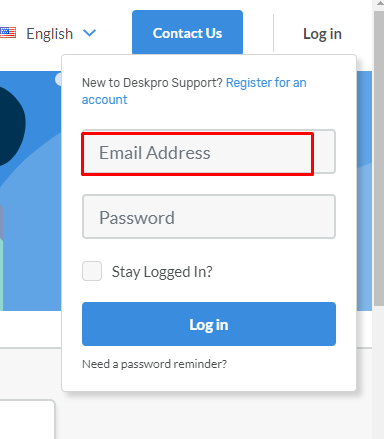 English
Contact Us
Log in
New to Deskpro Support? Register for an
account
Email Address
Password
Stay Logged In?
Log in
Need a password reminder?